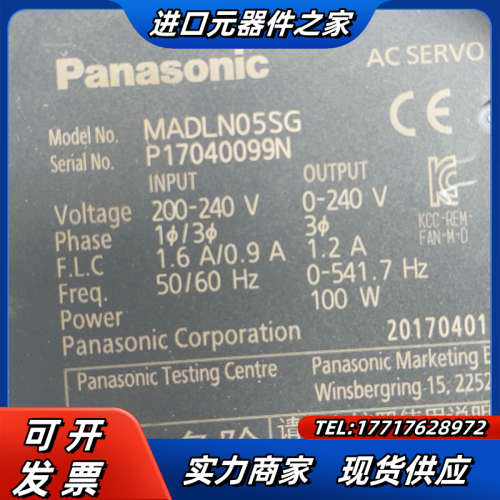 进口元器件之家
Panasonic
AC SERVO
Model No. MADLN05SG
Serial No. P17040099N
INPUT OUTPUT
Voltage 200-240 V 0-240 V
Phase 1ϕ/3ϕ 3ϕ
F.L.C 1.6 A/0.9 A 1.2 A
Freq. 50/60 Hz 0-541.7 Hz
Power 100 W
KCC-REM-
FAN-M-D
Panasonic Corporation 20170401
Panasonic Testing Centre
Panasonic Marketing E
Winsbergring-15, 2252
危险
TEL:17717628972
可开
发票
实力商家 现货供应